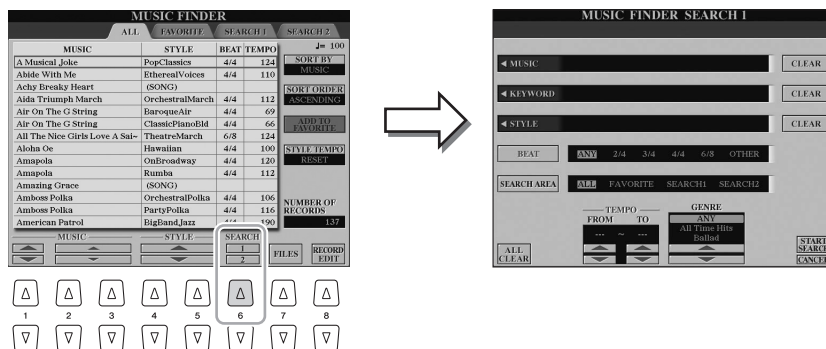 MUSIC FINDER
ALL FAVORITE SEARCH 1 SEARCH 2
MUSIC STYLE BEAT TEMPO
♩= 100
A Musical Joke PopClassics 4/4 124
Abide With Me EtherealVoices 4/4 110
Achy Breaky Heart (SONG)
Aida Triumph March OrchestralMarch 4/4 112
Air On The G String BaroqueAir 4/4 69
Air On The G String ClassicPianoBld 4/4 66
All The Nice Girls Love A Sai~ TheatreMarch 6/8 124
Aloha Oe Hawaiian 4/4 100
Amapola OnBroadway 4/4 120
Amapola Rumba 4/4 112
Amazing Grace (SONG)
Amboss Polka OrchestralPolka 4/4 106
Amboss Polka PartyPolka 4/4 116
American Patrol BigBandJazz 4/4 190
SORT BY
MUSIC
SORT ORDER
ASCENDING
ADD TO
FAVORITE
STYLE TEMPO
RESET
NUMBER OF
RECORDS
137
MUSIC STYLE SEARCH
1
2
FILES
RECORD
EDIT
1 2 3 4 5 6 7 8
MUSIC FINDER SEARCH 1
MUSIC CLEAR
KEYWORD CLEAR
STYLE CLEAR
BEAT ANY 2/4 3/4 4/4 6/8 OTHER
SEARCH AREA ALL FAVORITE SEARCH1 SEARCH2
TEMPO
FROM TO
--- ~ ---
GENRE
ANY
All Time Hits
Ballad
ALL
CLEAR
START
SEARCH
CANCEL